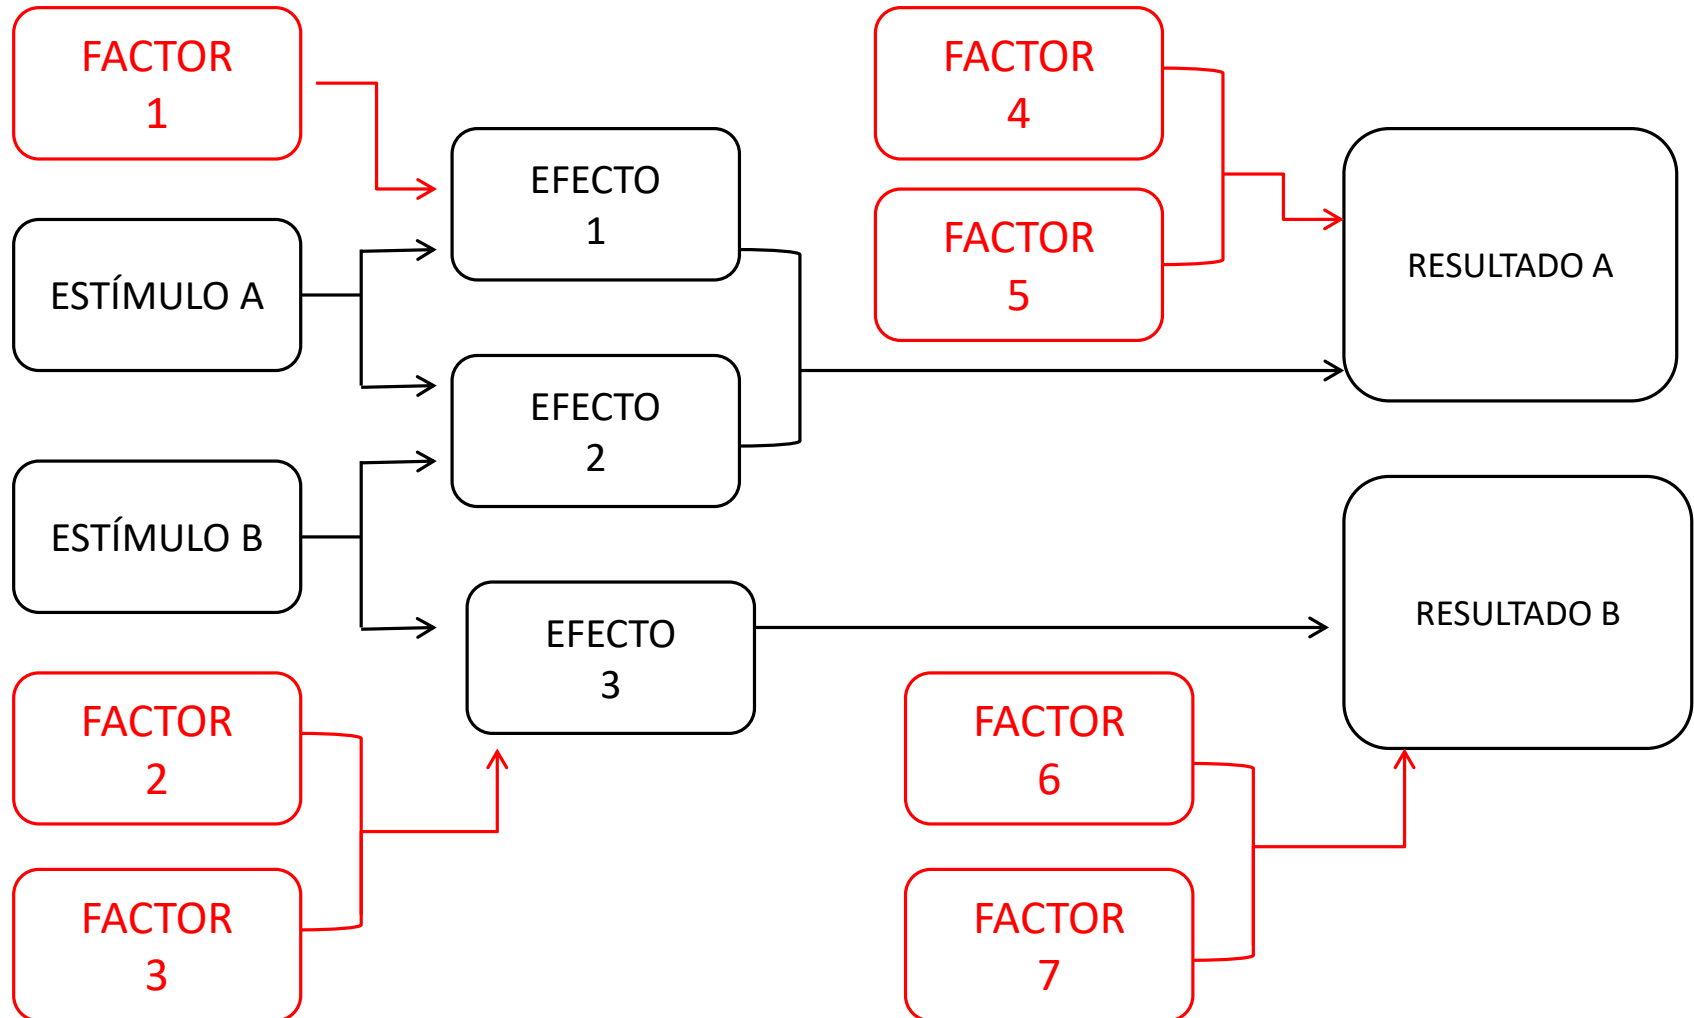 FACTOR
1
FACTOR
4
EFECTO
1
FACTOR
5
ESTÍMULO A
RESULTADO A
EFECTO
2
ESTÍMULO B
RESULTADO B
EFECTO
3
FACTOR
2
FACTOR
6
FACTOR
3
FACTOR
7